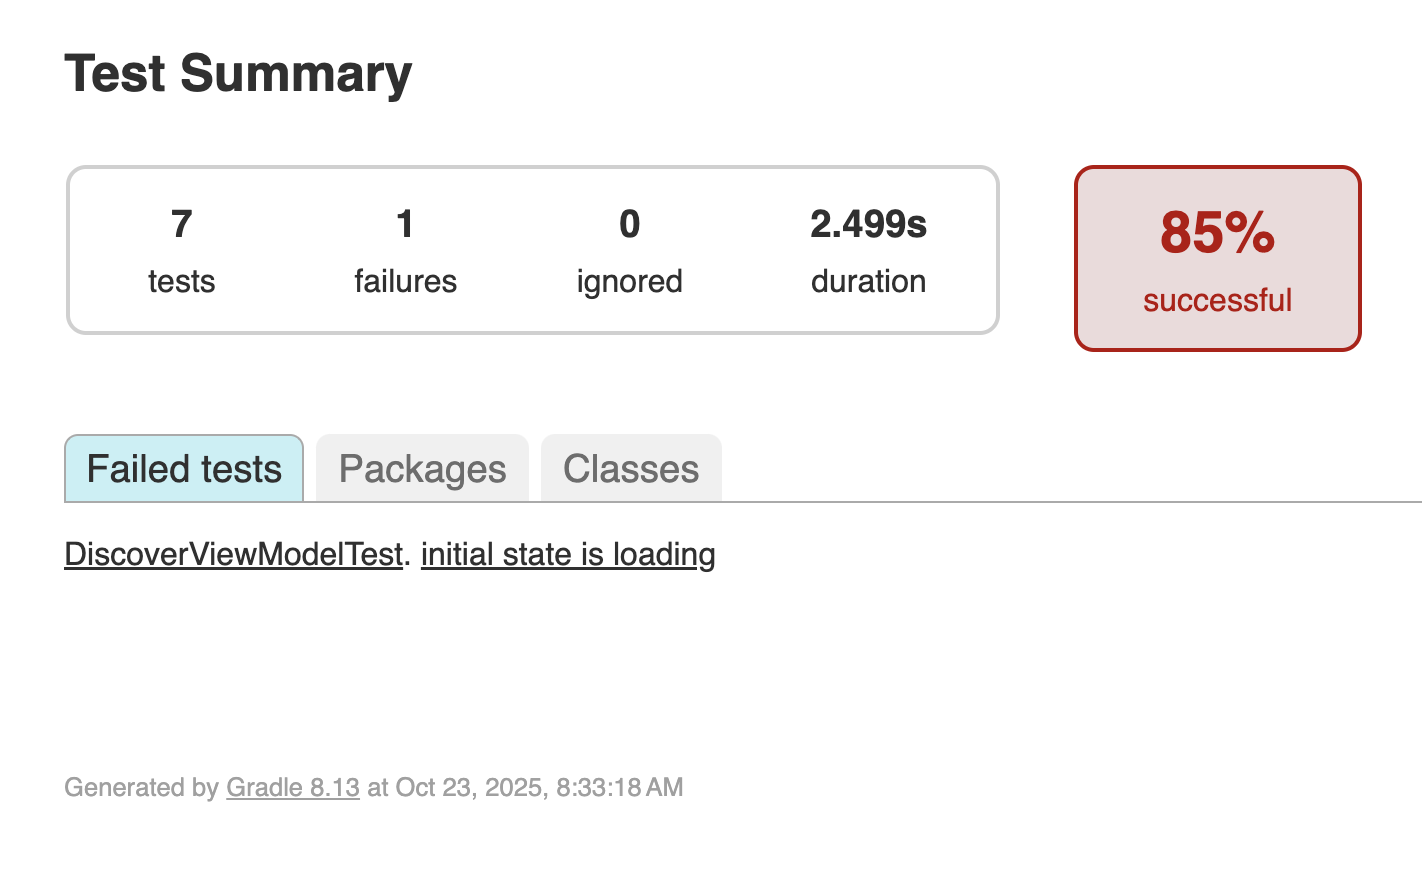 Test Summary
7 1 0 2.499s
tests failures ignored duration
85%
successful
Failed tests Packages Classes
DiscoverViewModelTest. initial state is loading
Generated by Gradle 8.13 at Oct 23, 2025, 8:33:18 AM